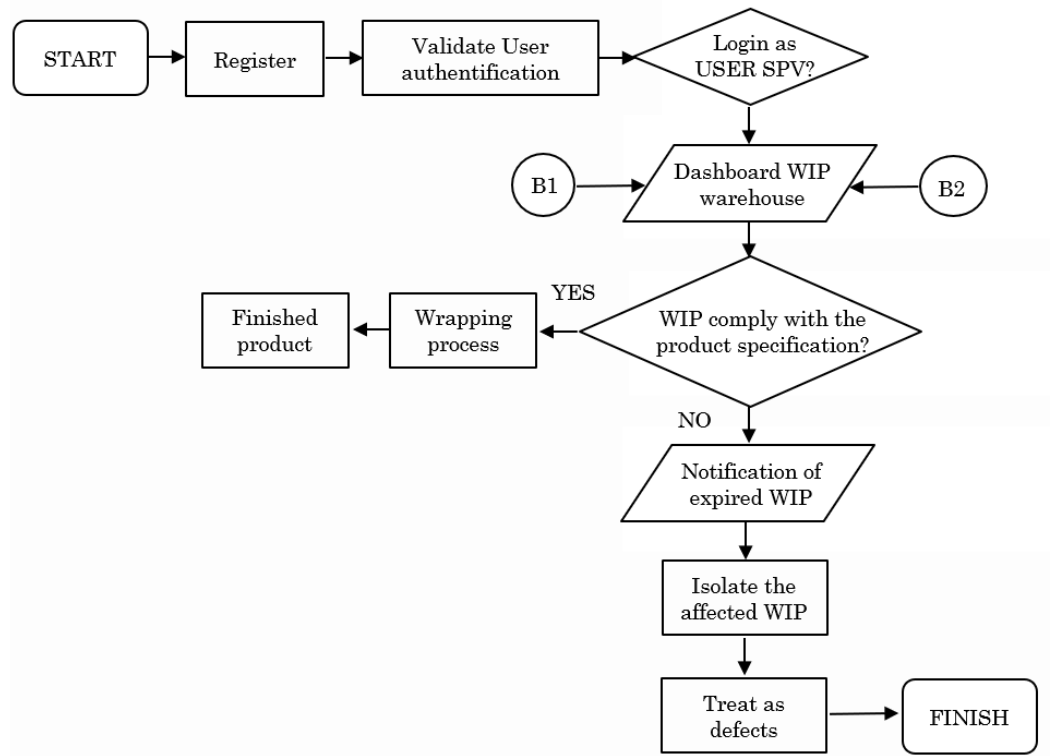 START
Register
Validate User
authentification
Login as
USER SPV?
B1
Dashboard WIP
warehouse
B2
YES
Finished
product
Wrapping
process
WIP comply with the
product specification?
NO
Notification of
expired WIP
Isolate the
affected WIP
Treat as
defects
FINISH